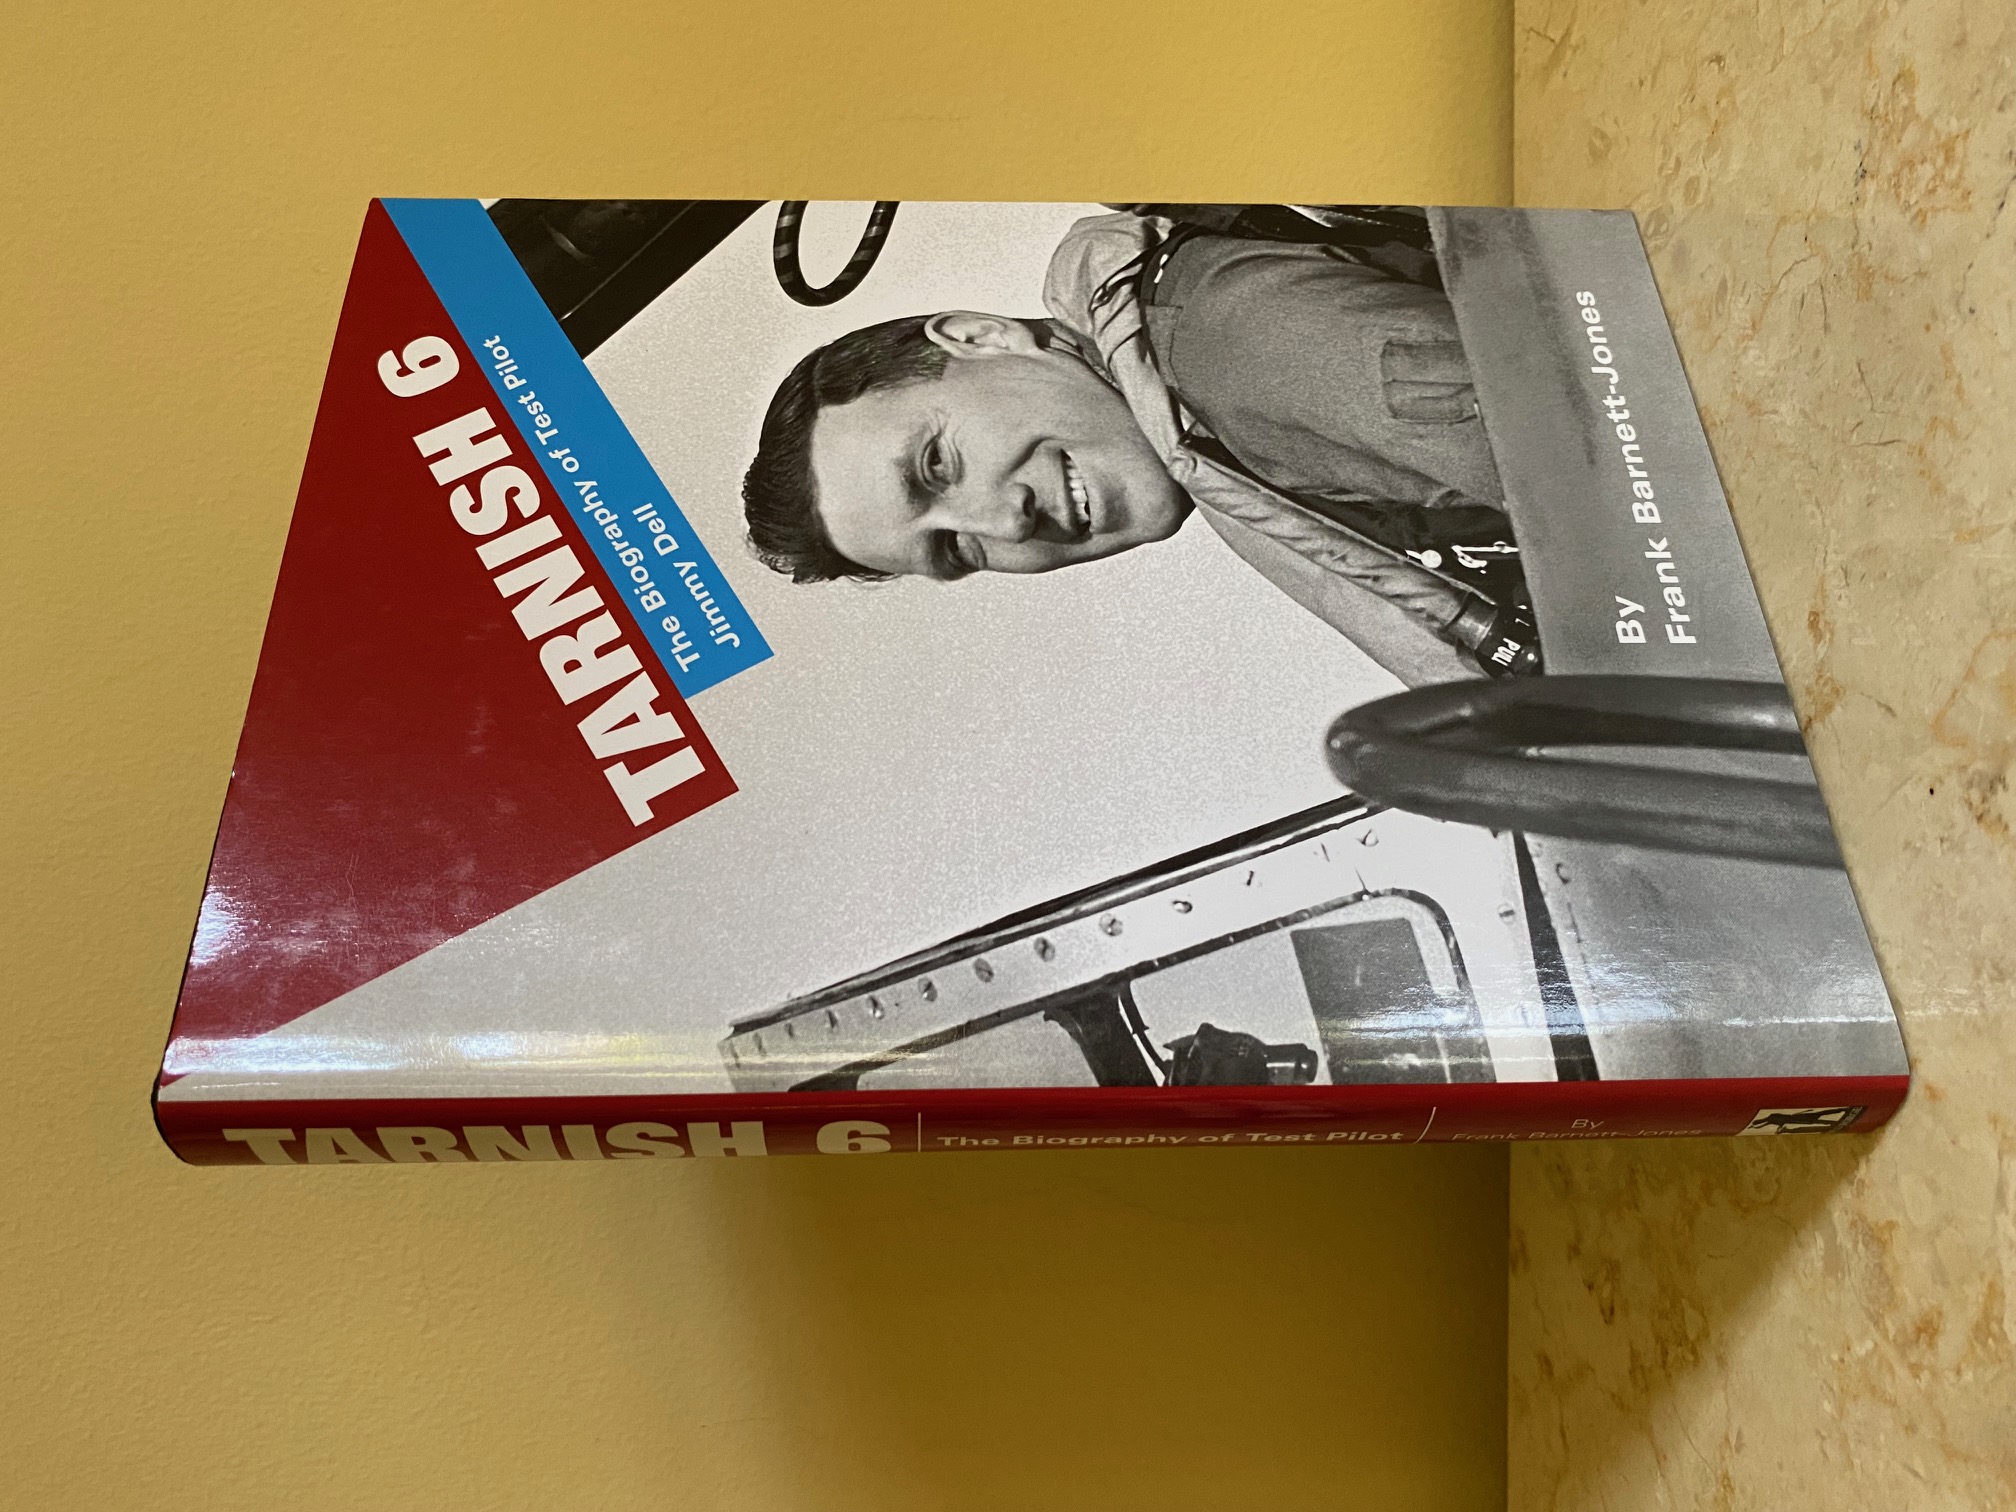 TARNISH 6
The Biography of Test Pilot
Jimmy Dell
PULL
By
Frank Barnett-Jones
TARNISH 6
The Biography of Test Pilot
By
Frank Barnett-Jones